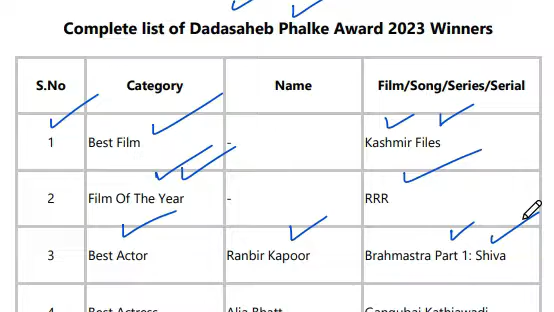 Complete list of Dadasaheb Phalke Award 2023 Winners
S.No Category Name Film/Song/Series/Serial
1 Best Film - Kashmir Files
2 Film Of The Year - RRR
3 Best Actor Ranbir Kapoor Brahmastra Part 1: Shiva
4 Best Actress Alia Bhatt Gangubai Kathiawadi